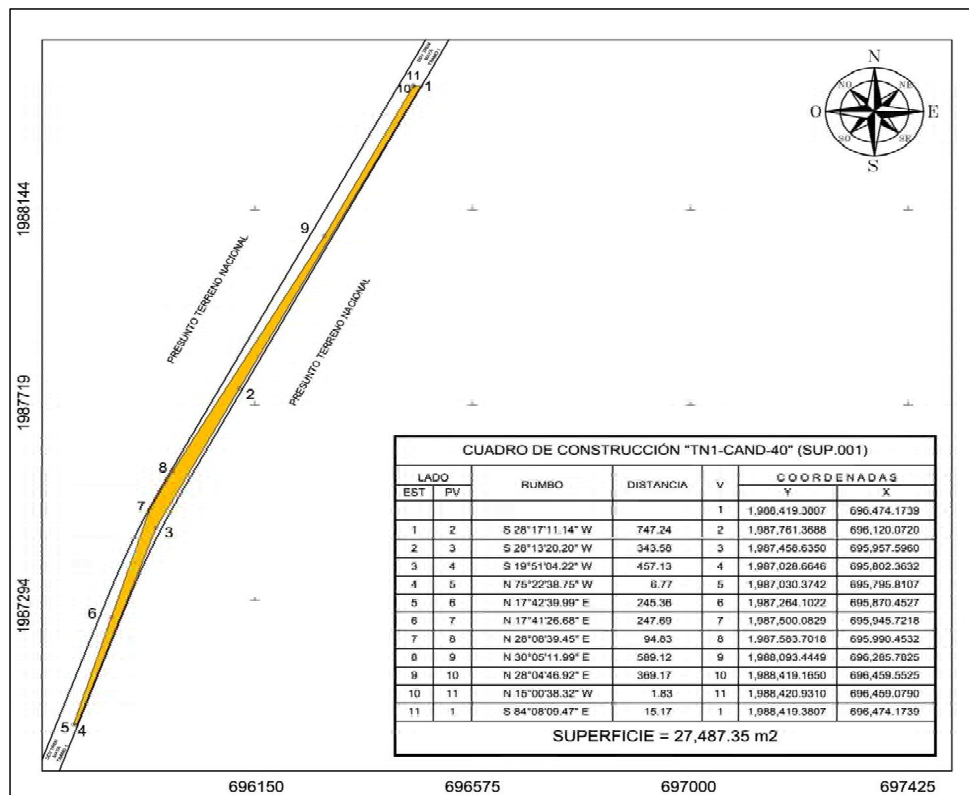 11
10
1
N
NO
NE
O
E
SO
SE
S
1988144
9
PRESUNTO TERRENO NACIONAL
PRESUNTO TERRENO NACIONAL
1987719
2
8
7
3
1987294
6
5
4
CUADRO DE CONSTRUCCIÓN "TN1-CAND-40" (SUP.001)
LADO RUMBO DISTANCIA V COORDENADAS
EST PV Y X
1 1,988,419.3807 696,474.1739
1 2 S 28°17'11.14" W 747.24 2 1,987,761.3688 696,120.0720
2 3 S 28°13'20.20" W 343.58 3 1,987,458.6350 695,957.5960
3 4 S 19°51'04.22" W 457.13 4 1,987,028.6646 695,802.3632
4 5 N 75°22'38.75" W 6.77 5 1,987,030.3742 695,795.8107
5 6 N 17°42'39.99" E 245.36 6 1,987,264.1022 695,870.4527
6 7 N 17°41'26.68" E 247.69 7 1,987,500.0829 695,945.7218
7 8 N 28°08'39.45" E 94.83 8 1,987,583.7018 695,990.4532
8 9 N 30°05'11.99" E 589.12 9 1,988,093.4449 696,285.7825
9 10 N 28°04'46.92" E 369.17 10 1,988,419.1650 696,459.5525
10 11 N 15°00'38.32" W 1.83 11 1,988,420.9310 696,459.0790
11 1 S 84°08'09.47" E 15.17 1 1,988,419.3807 696,474.1739
SUPERFICIE = 27,487.35 m2
696150
696575
697000
697425